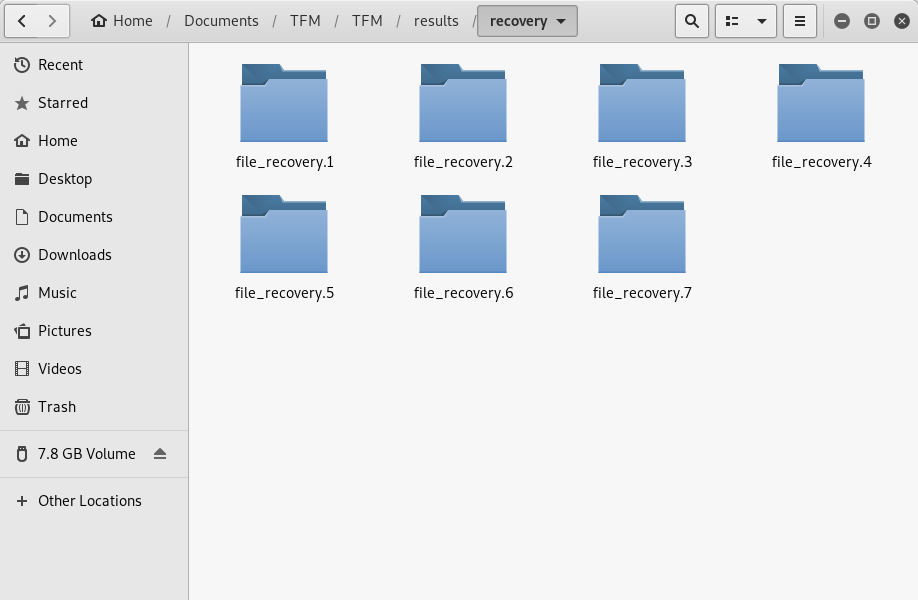 Home / Documents / TFM / TFM / results / recovery
Recent
Starred
Home
Desktop
Documents
Downloads
Music
Pictures
Videos
Trash
7.8 GB Volume
Other Locations
file_recovery.1 file_recovery.2 file_recovery.3 file_recovery.4
file_recovery.5 file_recovery.6 file_recovery.7